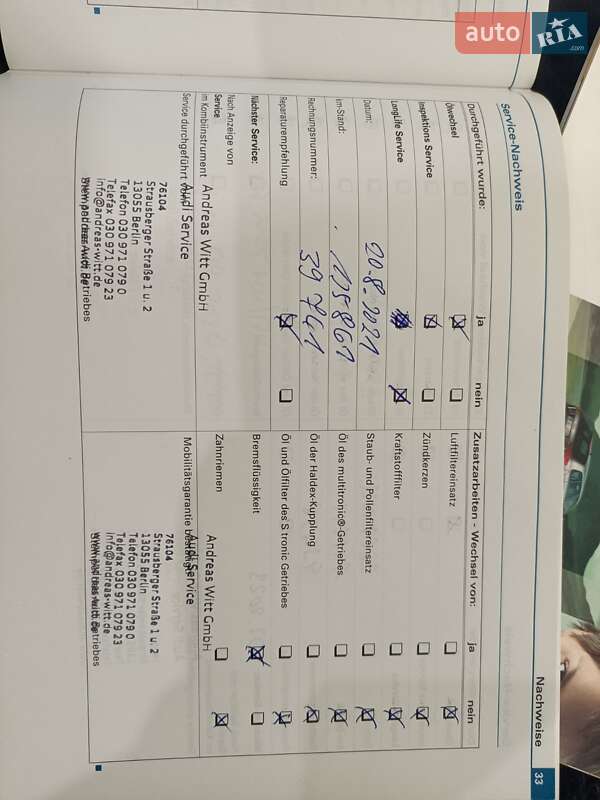 auto RIA .com
Nachweise 33
Service-Nachweis
Durchgeführt wurde: ja nein
Ölwechsel
Inspektions Service
LongLife Service
Datum: 20.8.2021
km-Stand: 105861
Rechnungsnummer: 39761
Reparaturempfehlung
Nächster Service:
Nach Anzeige von
Service
im Kombiinstrument
Service durchgeführt
Andreas Witt GmbH
Audi Service
76104
Strausberger Straße 1 u. 2
13055 Berlin
Telefon 030 971 079 0
Telefax 030 971 079 23
info@andreas-witt.de
Zusatzarbeiten - Wechsel von: ja nein
Luftfiltereinsatz
Zündkerzen
Kraftstofffilter
Staub- und Pollenfiltereinsatz
Öl des multitronic®-Getriebes
Öl der Haldex-Kupplung
Öl und Ölfilter des S tronic Getriebes
Bremsflüssigkeit
Zahnriemen
Mobilitätsgarantie
Andreas Witt GmbH
Audi Service
76104
Strausberger Straße 1 u. 2
13055 Berlin
Telefon 030 971 079 0
Telefax 030 971 079 23
info@andreas-witt.de